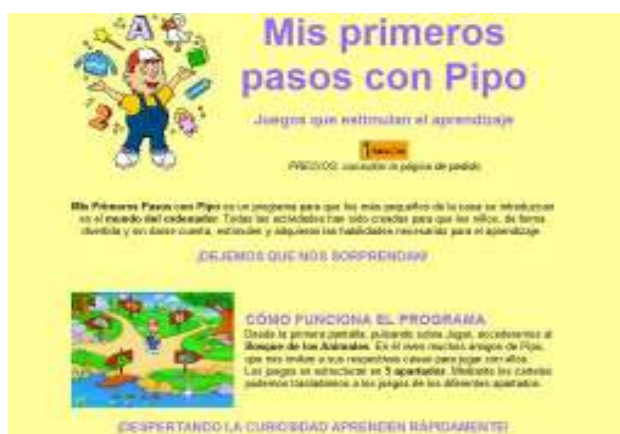 A
2
Mis primeros
pasos con Pipo
Juegos que estimulan el aprendizaje
PRECIOS: consultar la página de pedido
Mis Primeros Pasos con Pipo es un programa para que los más pequeños de la casa se introduzcan
en el mundo del ordenador. Todas las actividades han sido creadas para que los niños, de forma
divertida y sin darse cuenta, estimulen y adquieran las habilidades necesarias para el aprendizaje.
¡DEJEMOS QUE NOS SORPRENDAN!
CÓMO FUNCIONA EL PROGRAMA
Desde la primera pantalla, pulsando sobre Jugar, accederemos al
Bosque de los Animales. En él viven muchos amigos de Pipo,
que nos invitan a sus respectivas casas para jugar con ellos.
Los juegos se estructuran en 5 apartados. Mediante los carteles
podremos trasladarnos a los juegos de los diferentes apartados.
¡DESPERTANDO LA CURIOSIDAD APRENDEN RÁPIDAMENTE!